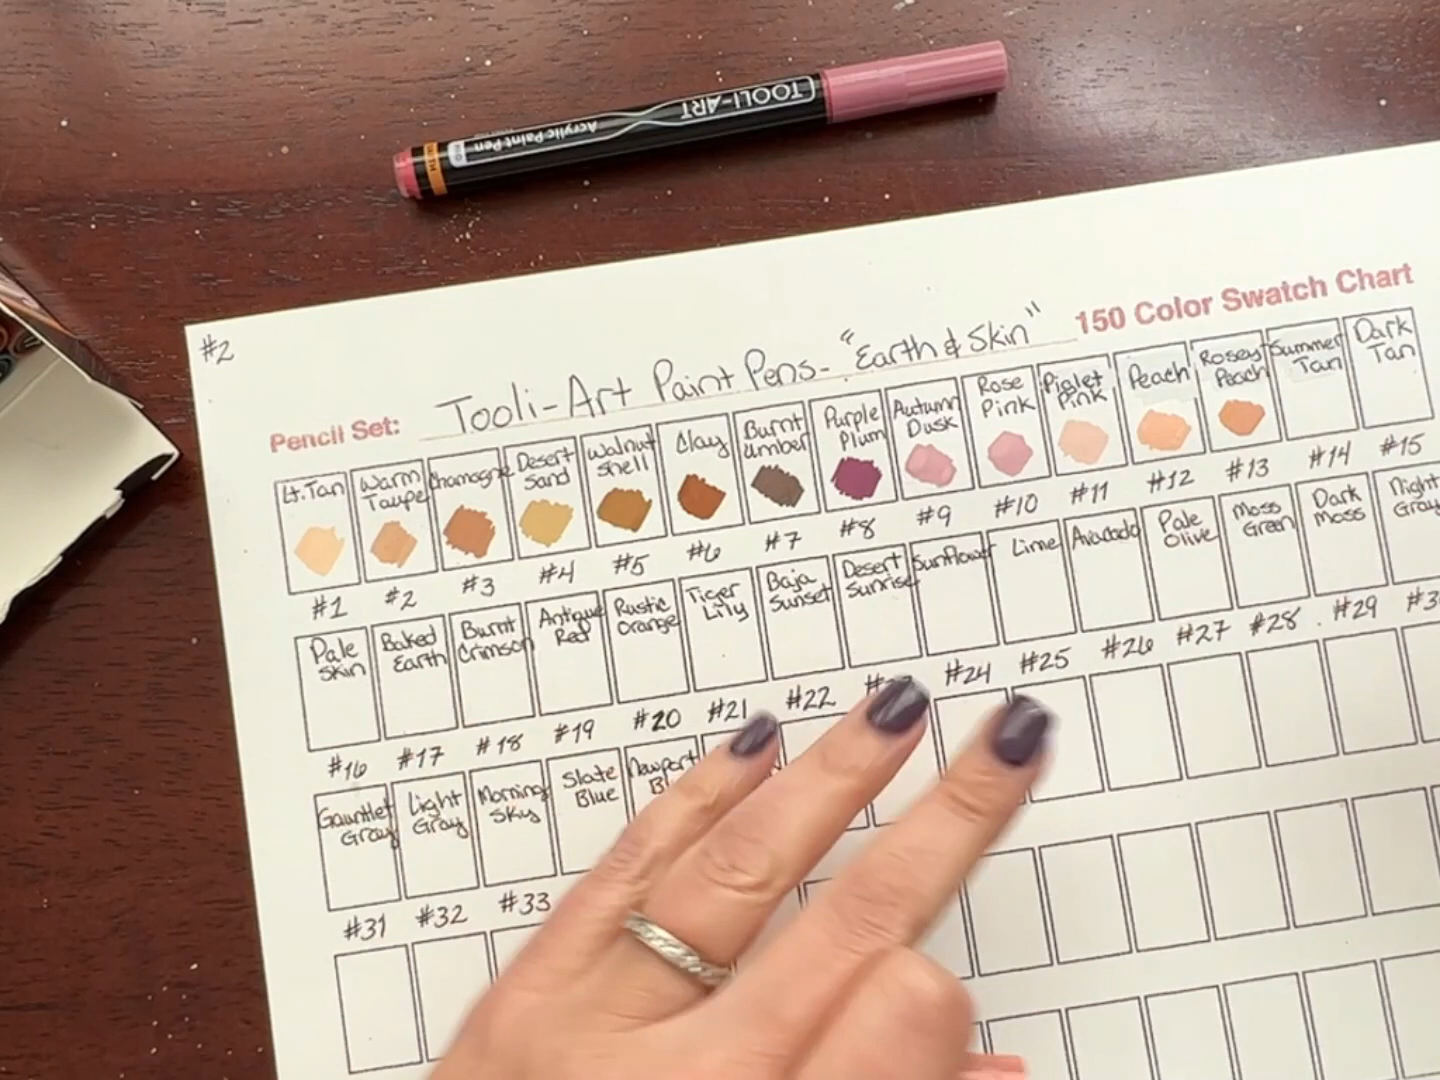 TOOLI-ART
Acrylic Paint Pen
#2
Pencil Set: Tooli-Art Paint Pens- "Earth & Skin" 150 Color Swatch Chart
Lt. Tan Warm Taupe Champagne Desert Sand Walnut Shell Clay Burnt Umber Purple Plum Autumn Dusk Rose Pink Piglet Pink Peach Rosey Peach Summer Tan Dark Tan
#1 #2 #3 #4 #5 #6 #7 #8 #9 #10 #11 #12 #13 #14 #15
Pale Skin Baked Earth Burnt Crimson Antique Red Rustic Orange Tiger Lily Baja Sunset Desert Sunrise Sunflower Lime Avacado Pale Olive Moss Green Dark Moss Night Gray
#16 #17 #18 #19 #20 #21 #22 #24 #25 #26 #27 #28 #29
Gauntlet Gray Light Gray Morning Sky Slate Blue Newport
#31 #32 #33